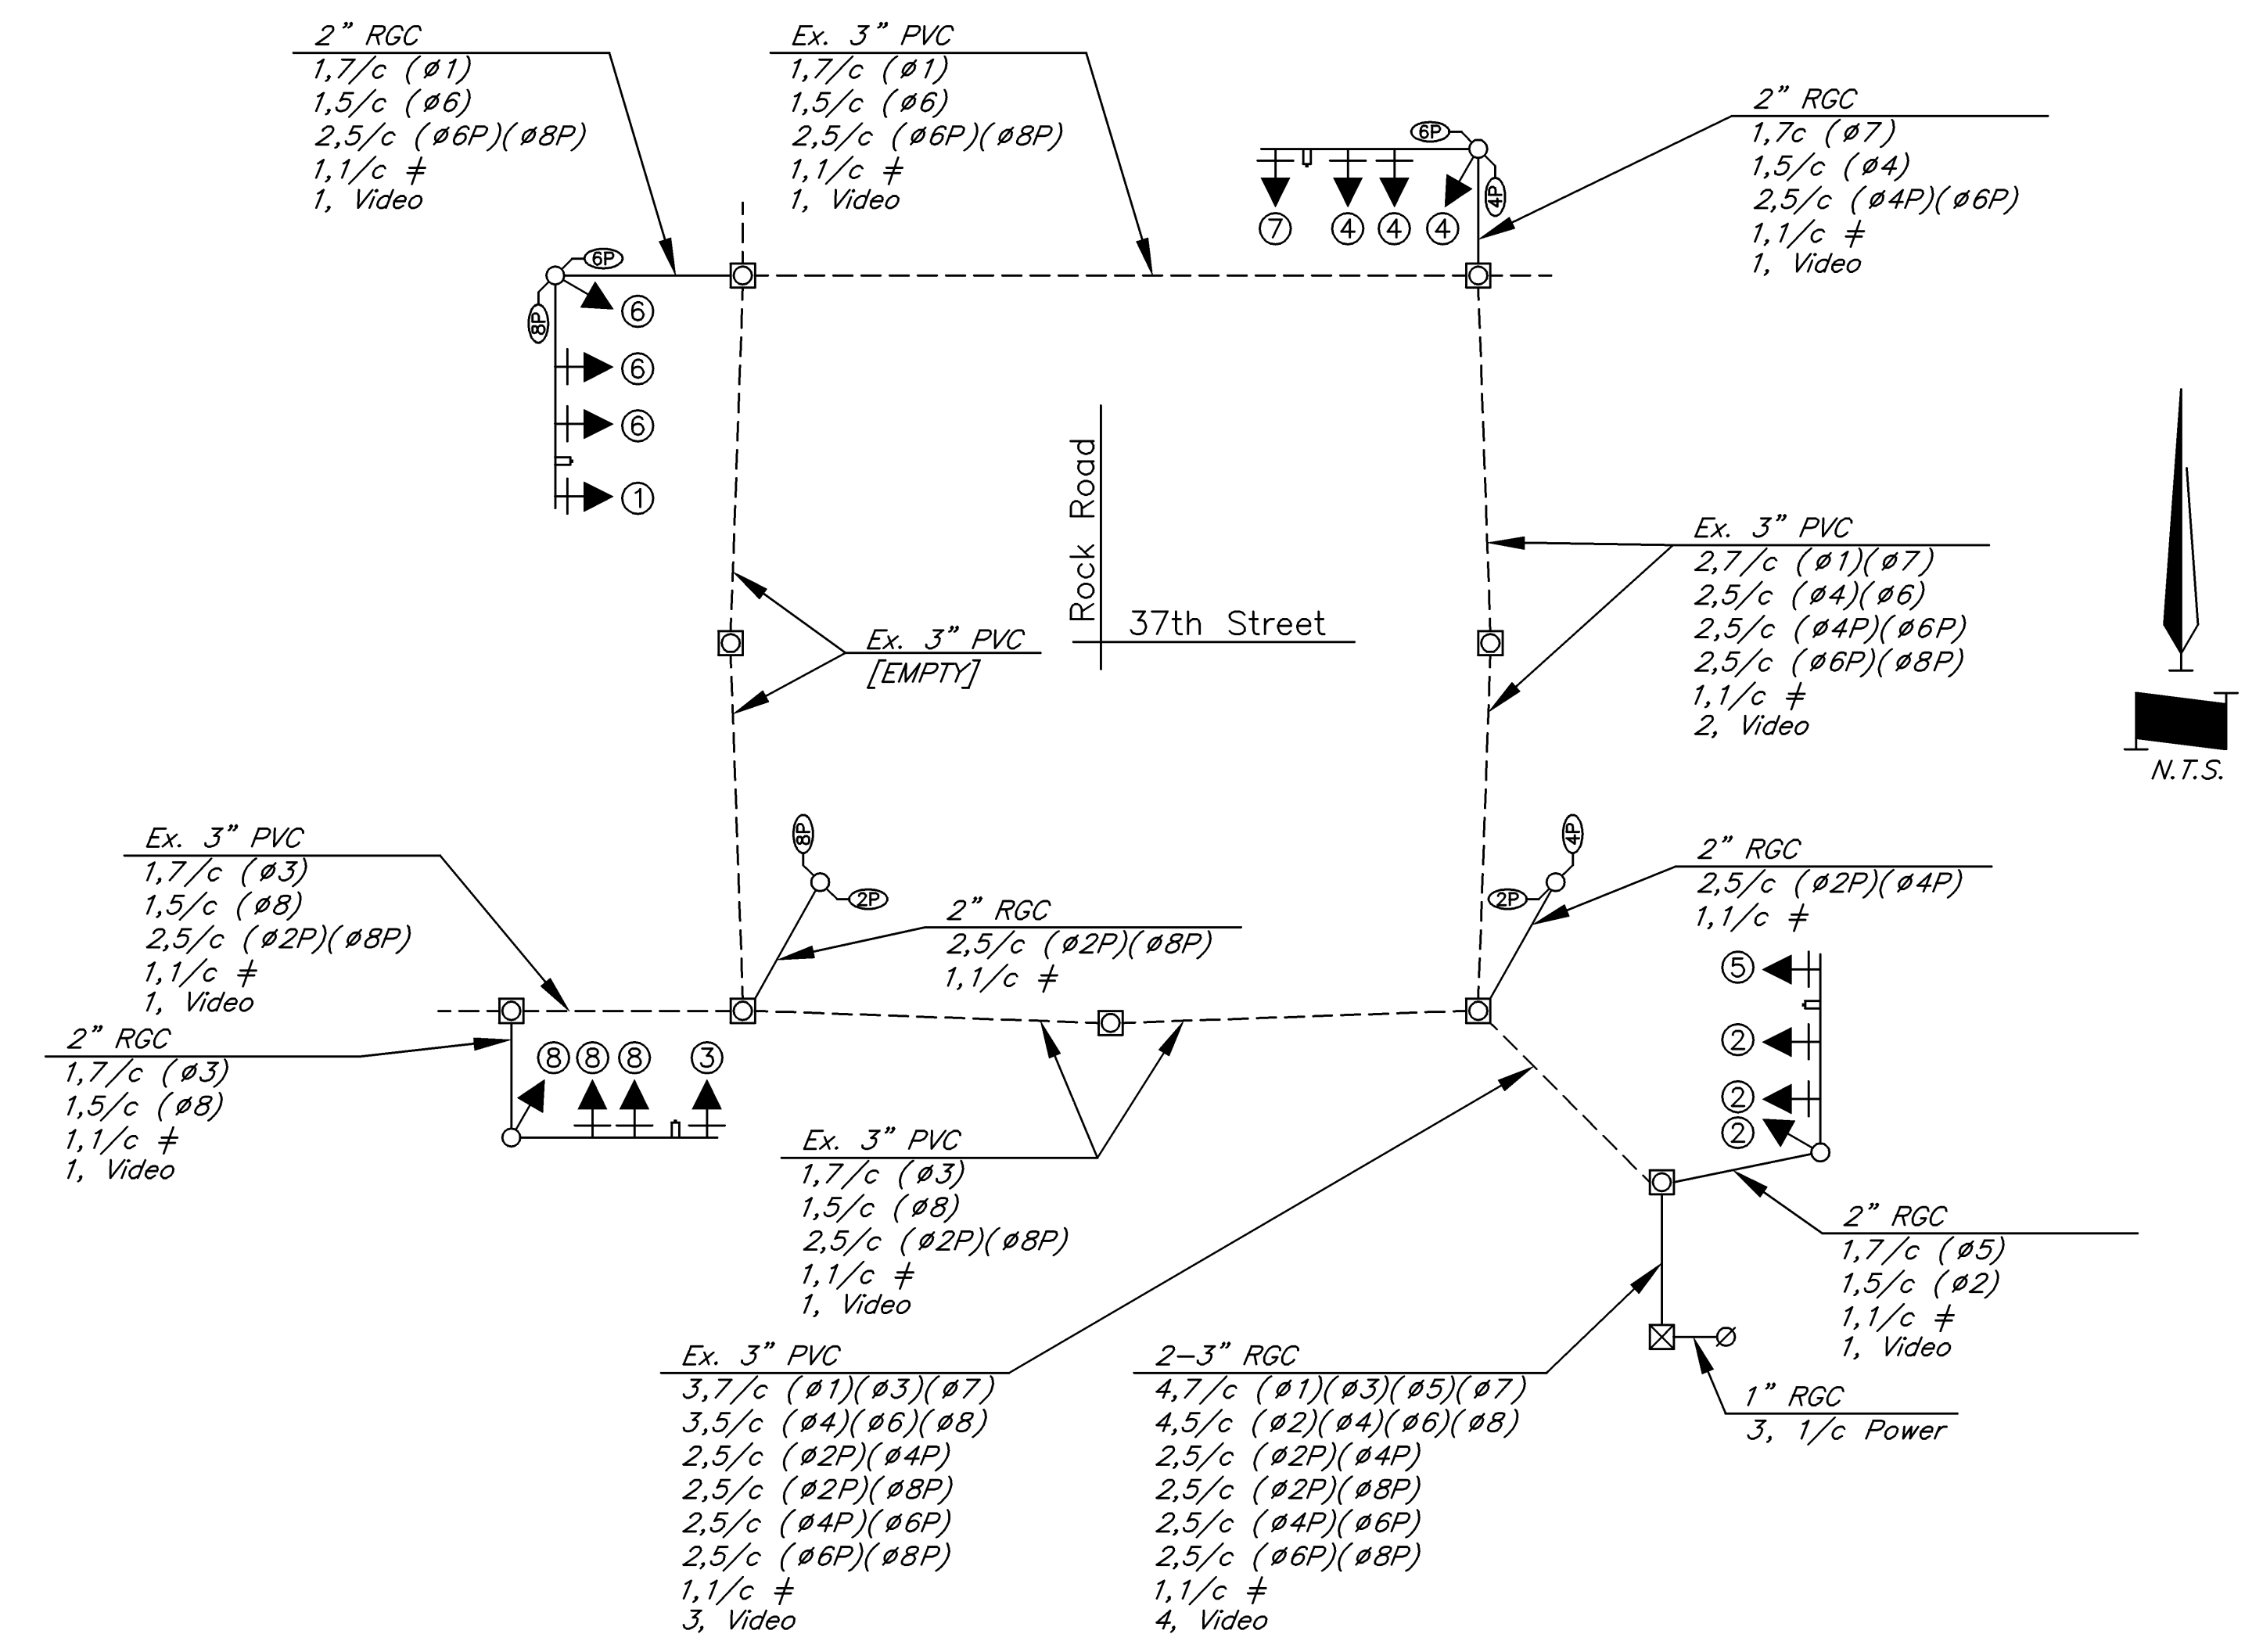 2" RGC
1,7/c (ø1)
1,5/c (ø6)
2,5/c (ø6P)(ø8P)
1,1/c ⏚
1, Video
Ex. 3" PVC
1,7/c (ø1)
1,5/c (ø6)
2,5/c (ø6P)(ø8P)
1,1/c ⏚
1, Video
2" RGC
1,7c (ø7)
1,5/c (ø4)
2,5/c (ø4P)(ø6P)
1,1/c ⏚
1, Video
6P
4P
7
4
4
4
6P
8P
6
6
6
1
Rock Road
37th Street
Ex. 3" PVC
[EMPTY]
Ex. 3" PVC
2,7/c (ø1)(ø7)
2,5/c (ø4)(ø6)
2,5/c (ø4P)(ø6P)
2,5/c (ø6P)(ø8P)
1,1/c ⏚
2, Video
N.T.S.
Ex. 3" PVC
1,7/c (ø3)
1,5/c (ø8)
2,5/c (ø2P)(ø8P)
1,1/c ⏚
1, Video
8P
2P
2" RGC
2,5/c (ø2P)(ø8P)
1,1/c ⏚
4P
2P
2" RGC
2,5/c (ø2P)(ø4P)
1,1/c ⏚
2" RGC
1,7/c (ø3)
1,5/c (ø8)
1,1/c ⏚
1, Video
8
8
8
3
5
2
2
2
Ex. 3" PVC
1,7/c (ø3)
1,5/c (ø8)
2,5/c (ø2P)(ø8P)
1,1/c ⏚
1, Video
2" RGC
1,7/c (ø5)
1,5/c (ø2)
1,1/c ⏚
1, Video
Ex. 3" PVC
3,7/c (ø1)(ø3)(ø7)
3,5/c (ø4)(ø6)(ø8)
2,5/c (ø2P)(ø4P)
2,5/c (ø2P)(ø8P)
2,5/c (ø4P)(ø6P)
2,5/c (ø6P)(ø8P)
1,1/c ⏚
3, Video
2-3" RGC
4,7/c (ø1)(ø3)(ø5)(ø7)
4,5/c (ø2)(ø4)(ø6)(ø8)
2,5/c (ø2P)(ø4P)
2,5/c (ø2P)(ø8P)
2,5/c (ø4P)(ø6P)
2,5/c (ø6P)(ø8P)
1,1/c ⏚
4, Video
1" RGC
3, 1/c Power